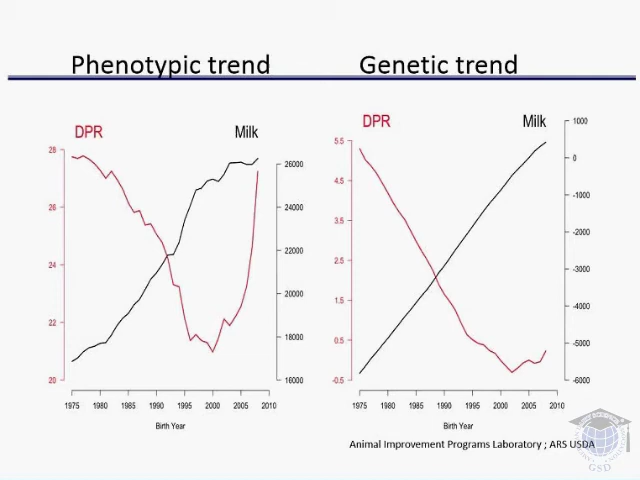 Phenotypic trend
Genetic trend
DPR
Milk
28
26
24
22
20
26000
24000
22000
20000
18000
16000
1975 1980 1985 1990 1995 2000 2005 2010
Birth Year
DPR
Milk
5.5
4.5
3.5
2.5
1.5
0.5
-0.5
1000
0
-1000
-2000
-3000
-4000
-5000
-6000
1975 1980 1985 1990 1995 2000 2005 2010
Birth Year
Animal Improvement Programs Laboratory ; ARS USDA
GSD